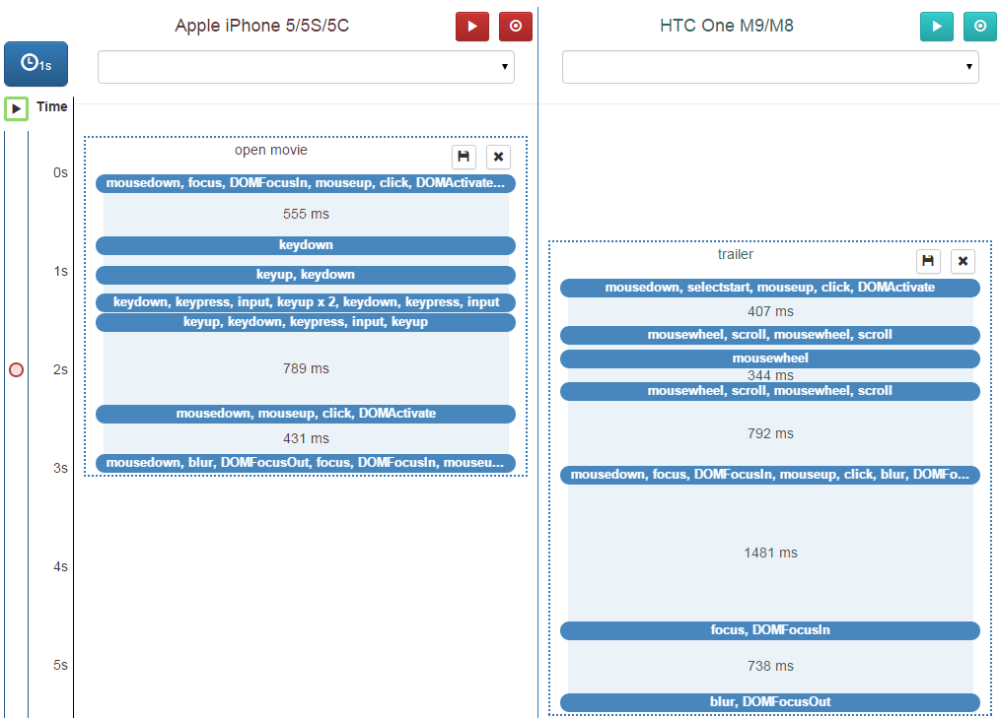 Apple iPhone 5/5S/5C
HTC One M9/M8
1s
Time
0s
1s
2s
3s
4s
5s
open movie
mousedown, focus, DOMFocusIn, mouseup, click, DOMActivate...
555 ms
keydown
keyup, keydown
keydown, keypress, input, keyup x 2, keydown, keypress, input
keyup, keydown, keypress, input, keyup
789 ms
mousedown, mouseup, click, DOMActivate
431 ms
mousedown, blur, DOMFocusOut, focus, DOMFocusIn, mouseu...
trailer
mousedown, selectstart, mouseup, click, DOMActivate
407 ms
mousewheel, scroll, mousewheel, scroll
mousewheel
344 ms
mousewheel, scroll, mousewheel, scroll
792 ms
mousedown, focus, DOMFocusIn, mouseup, click, blur, DOMFo...
1481 ms
focus, DOMFocusIn
738 ms
blur, DOMFocusOut